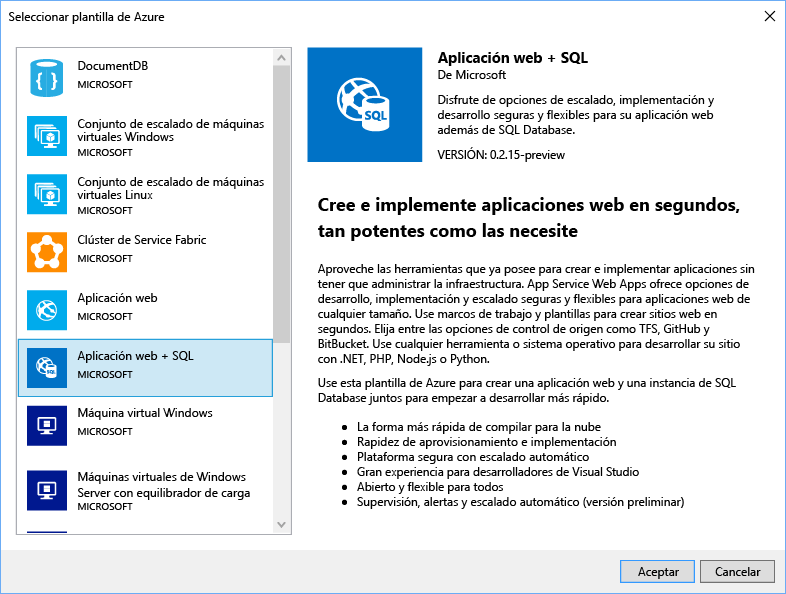 Seleccionar plantilla de Azure
DocumentDB
MICROSOFT
Conjunto de escalado de máquinas
virtuales Windows
MICROSOFT
Conjunto de escalado de máquinas
virtuales Linux
MICROSOFT
Clúster de Service Fabric
MICROSOFT
Aplicación web
MICROSOFT
Aplicación web + SQL
MICROSOFT
Máquina virtual Windows
MICROSOFT
Máquinas virtuales de Windows
Server con equilibrador de carga
MICROSOFT
SQL
Aplicación web + SQL
De Microsoft
Disfrute de opciones de escalado, implementación y
desarrollo seguras y flexibles para su aplicación web
además de SQL Database.
VERSIÓN: 0.2.15-preview
Cree e implemente aplicaciones web en segundos,
tan potentes como las necesite
Aproveche las herramientas que ya posee para crear e implementar aplicaciones sin
tener que administrar la infraestructura. App Service Web Apps ofrece opciones de
desarrollo, implementación y escalado seguras y flexibles para aplicaciones web de
cualquier tamaño. Use marcos de trabajo y plantillas para crear sitios web en
segundos. Elija entre las opciones de control de origen como TFS, GitHub y
BitBucket. Use cualquier herramienta o sistema operativo para desarrollar su sitio
con .NET, PHP, Node.js o Python.
Use esta plantilla de Azure para crear una aplicación web y una instancia de SQL
Database juntos para empezar a desarrollar más rápido.
• La forma más rápida de compilar para la nube
• Rapidez de aprovisionamiento e implementación
• Plataforma segura con escalado automático
• Gran experiencia para desarrolladores de Visual Studio
• Abierto y flexible para todos
• Supervisión, alertas y escalado automático (versión preliminar)
Aceptar
Cancelar